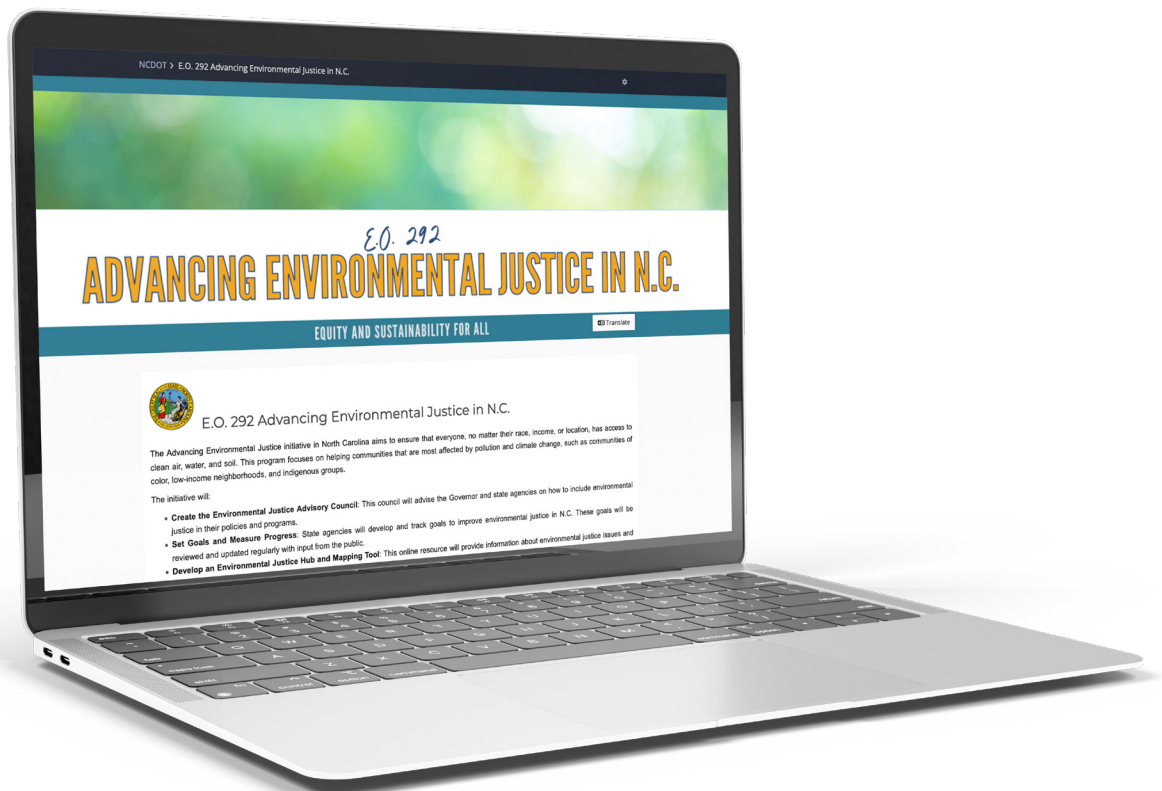 NCDOT > E.O. 292 Advancing Environmental Justice in N.C.
E.O. 292
ADVANCING ENVIRONMENTAL JUSTICE IN N.C.
EQUITY AND SUSTAINABILITY FOR ALL
Translate
E.O. 292 Advancing Environmental Justice in N.C.
The Advancing Environmental Justice initiative in North Carolina aims to ensure that everyone, no matter their race, income, or location, has access to
clean air, water, and soil. This program focuses on helping communities that are most affected by pollution and climate change, such as communities of
color, low-income neighborhoods, and indigenous groups.
The initiative will:
• Create the Environmental Justice Advisory Council: This council will advise the Governor and state agencies on how to include environmental
justice in their policies and programs.
• Set Goals and Measure Progress: State agencies will develop and track goals to improve environmental justice in N.C. These goals will be
reviewed and updated regularly with input from the public.
• Develop an Environmental Justice Hub and Mapping Tool: This online resource will provide information about environmental justice issues and